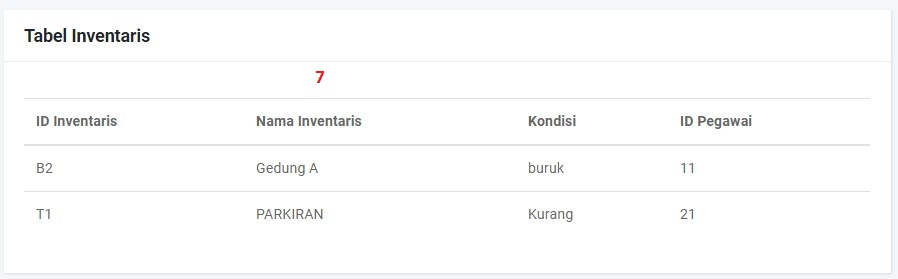 Tabel Inventaris
7
ID Inventaris Nama Inventaris Kondisi ID Pegawai
B2 Gedung A buruk 11
T1 PARKIRAN Kurang 21